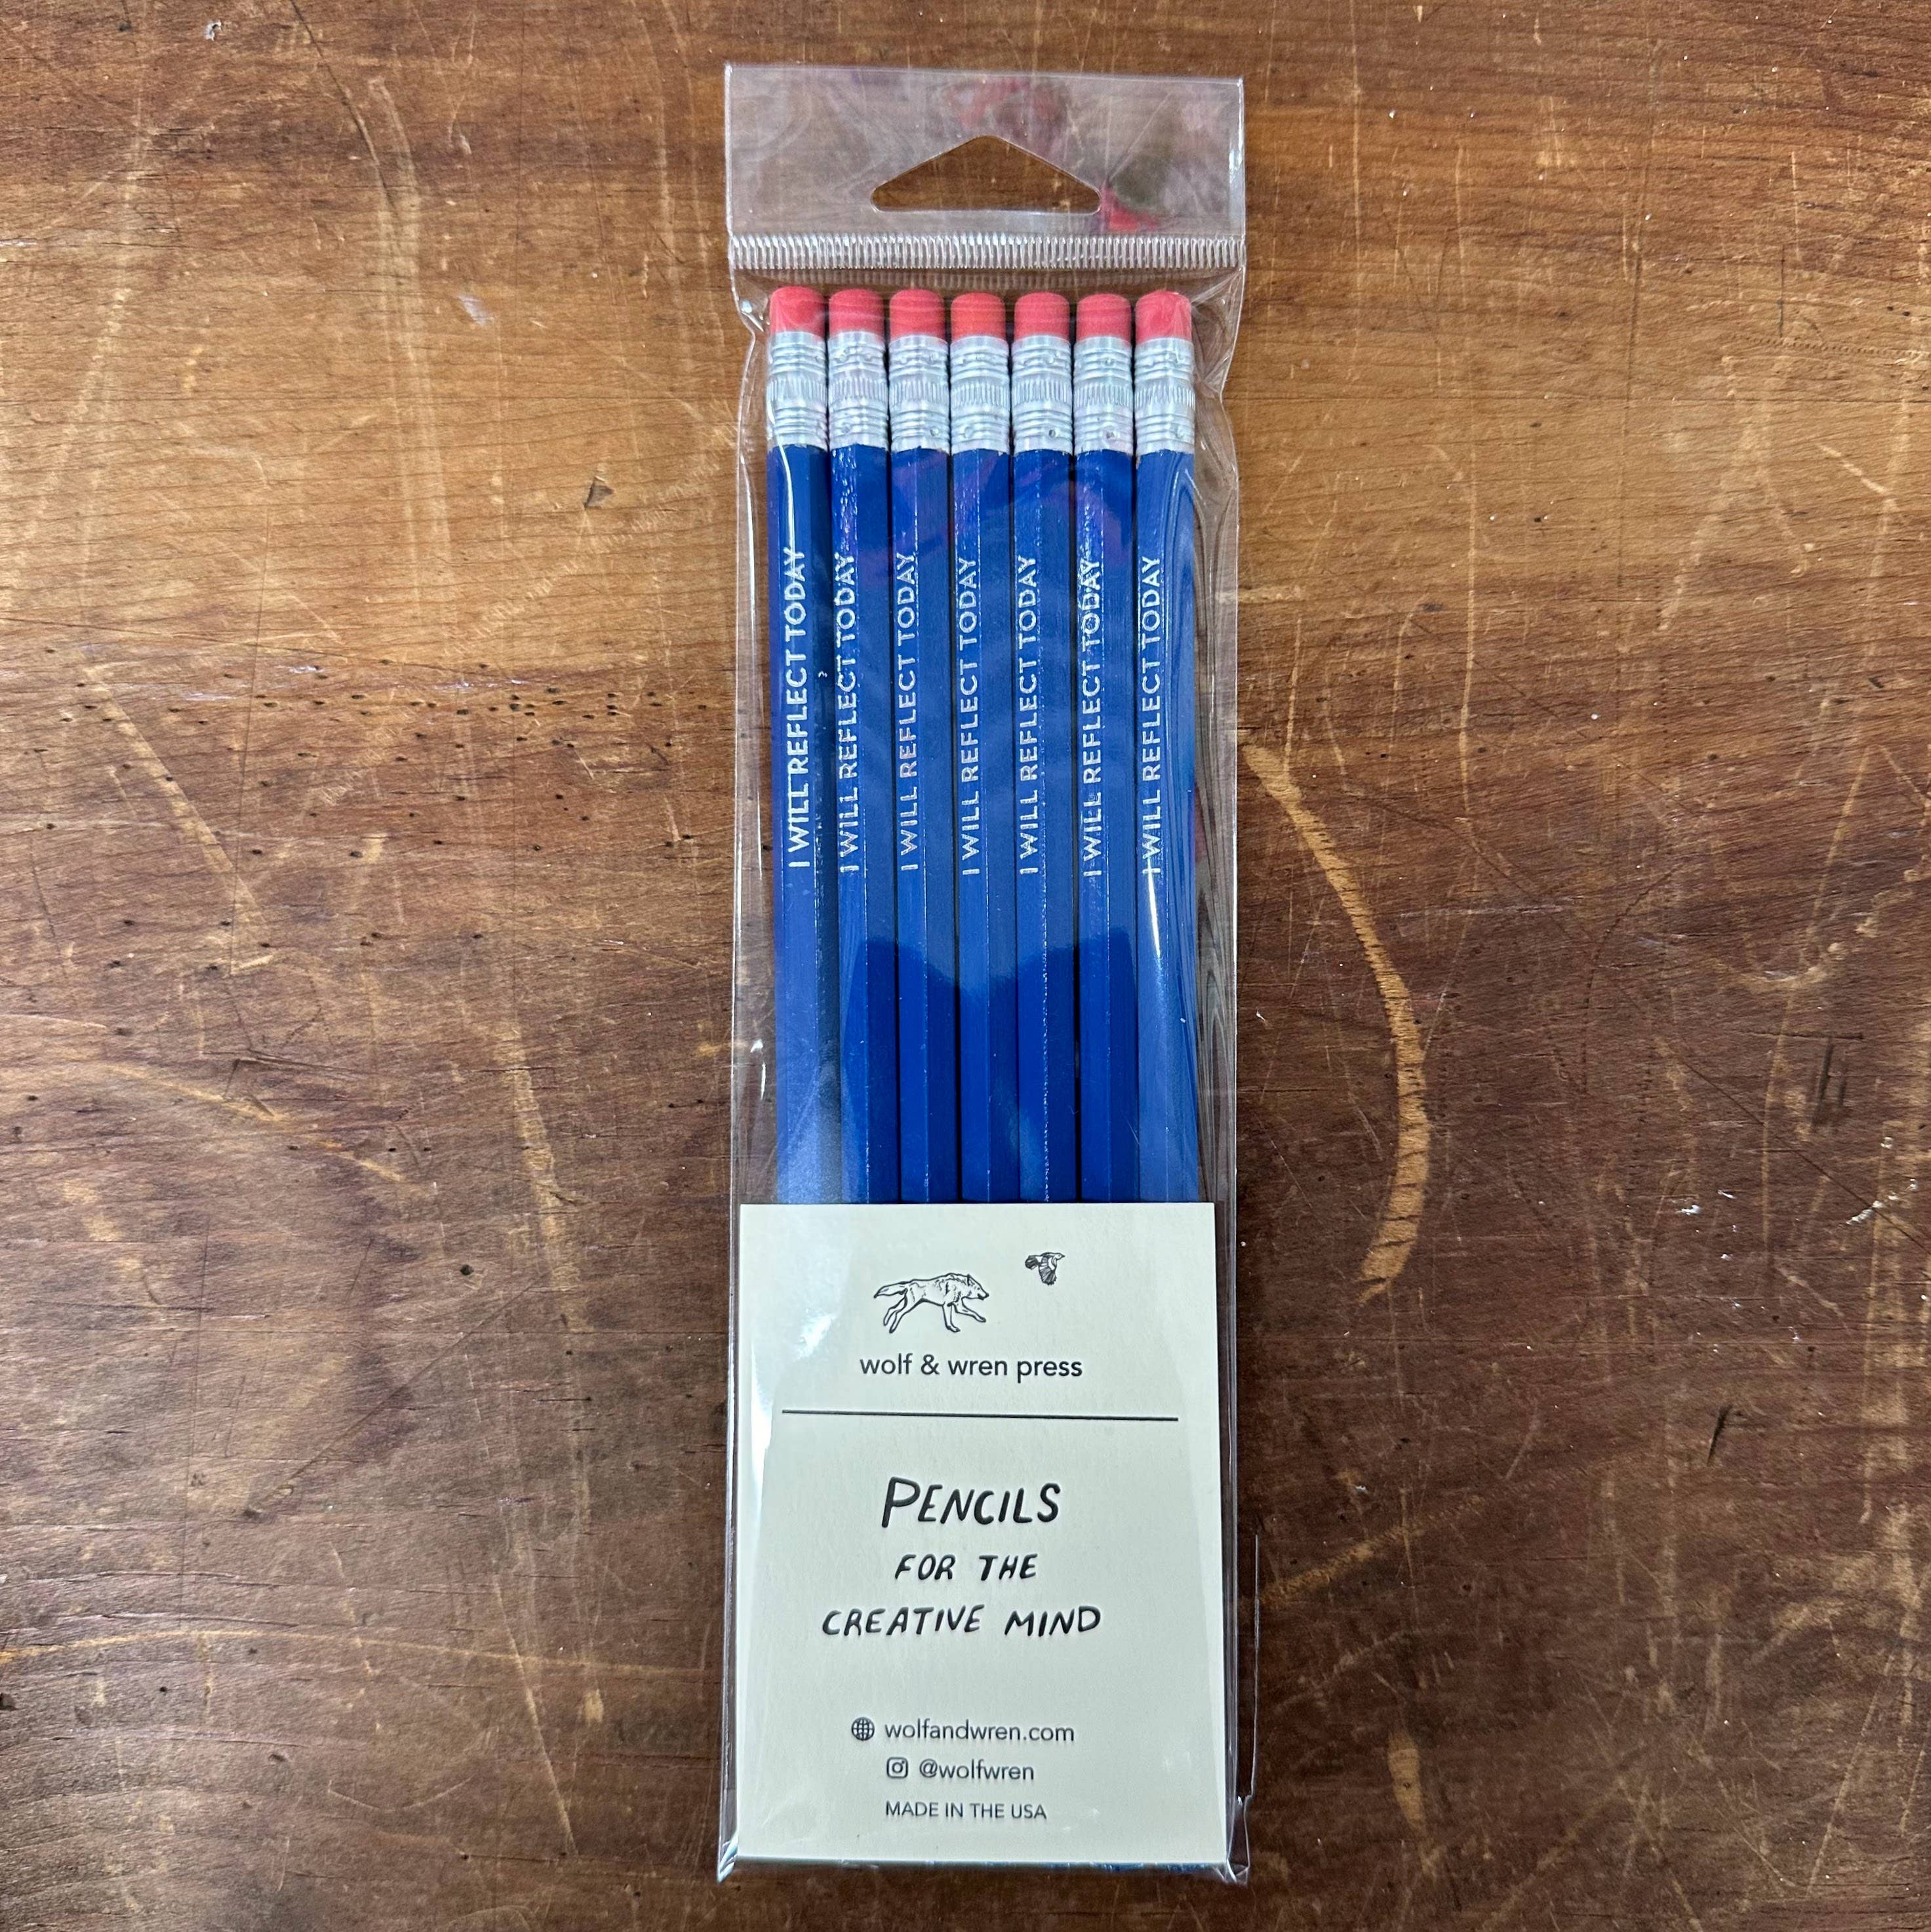 I WILL REFLECT TODAY
I WILL REFLECT TODAY
I WILL REFLECT TODAY
I WILL REFLECT TODAY
I WILL REFLECT TODAY
I WILL REFLECT TODAY
I WILL REFLECT TODAY
wolf & wren press
PENCILS
FOR THE
CREATIVE MIND
wolfandwren.com
@wolfwren
MADE IN THE USA